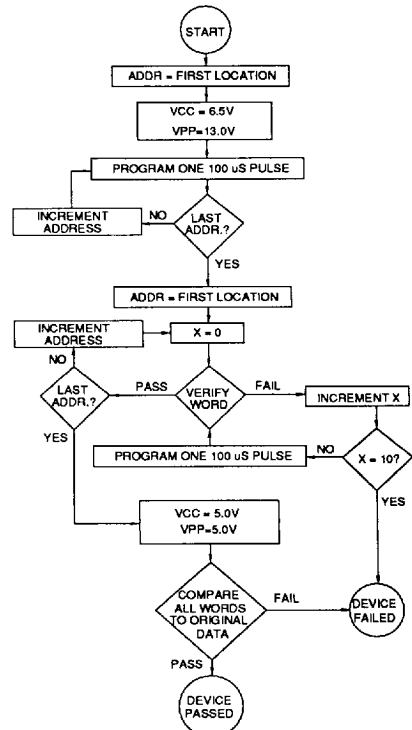 START
ADDR = FIRST LOCATION
VCC = 6.5V
VPP=13.0V
PROGRAM ONE 100 uS PULSE
INCREMENT
ADDRESS
NO
LAST
ADDR.?
YES
ADDR = FIRST LOCATION
INCREMENT
ADDRESS
X = 0
NO
LAST
ADDR.?
PASS
VERIFY
WORD
FAIL
INCREMENT X
YES
PROGRAM ONE 100 uS PULSE
NO
X = 10?
YES
VCC = 5.0V
VPP=5.0V
COMPARE
ALL WORDS
TO ORIGINAL
DATA
FAIL
DEVICE
FAILED
PASS
DEVICE
PASSED